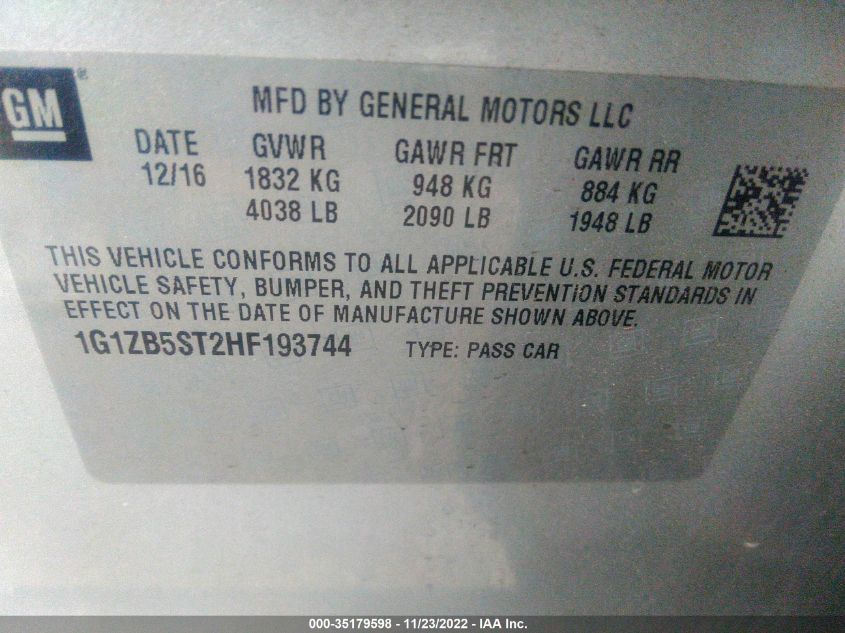 GM ®
MFD BY GENERAL MOTORS LLC
DATE GVWR GAWR FRT GAWR RR
12/16 1832 KG 948 KG 884 KG
4038 LB 2090 LB 1948 LB
THIS VEHICLE CONFORMS TO ALL APPLICABLE U.S. FEDERAL MOTOR
VEHICLE SAFETY, BUMPER, AND THEFT PREVENTION STANDARDS IN
EFFECT ON THE DATE OF MANUFACTURE SHOWN ABOVE.
1G1ZB5ST2HF193744 TYPE: PASS CAR
000-35179598 - 11/23/2022 - IAA Inc.